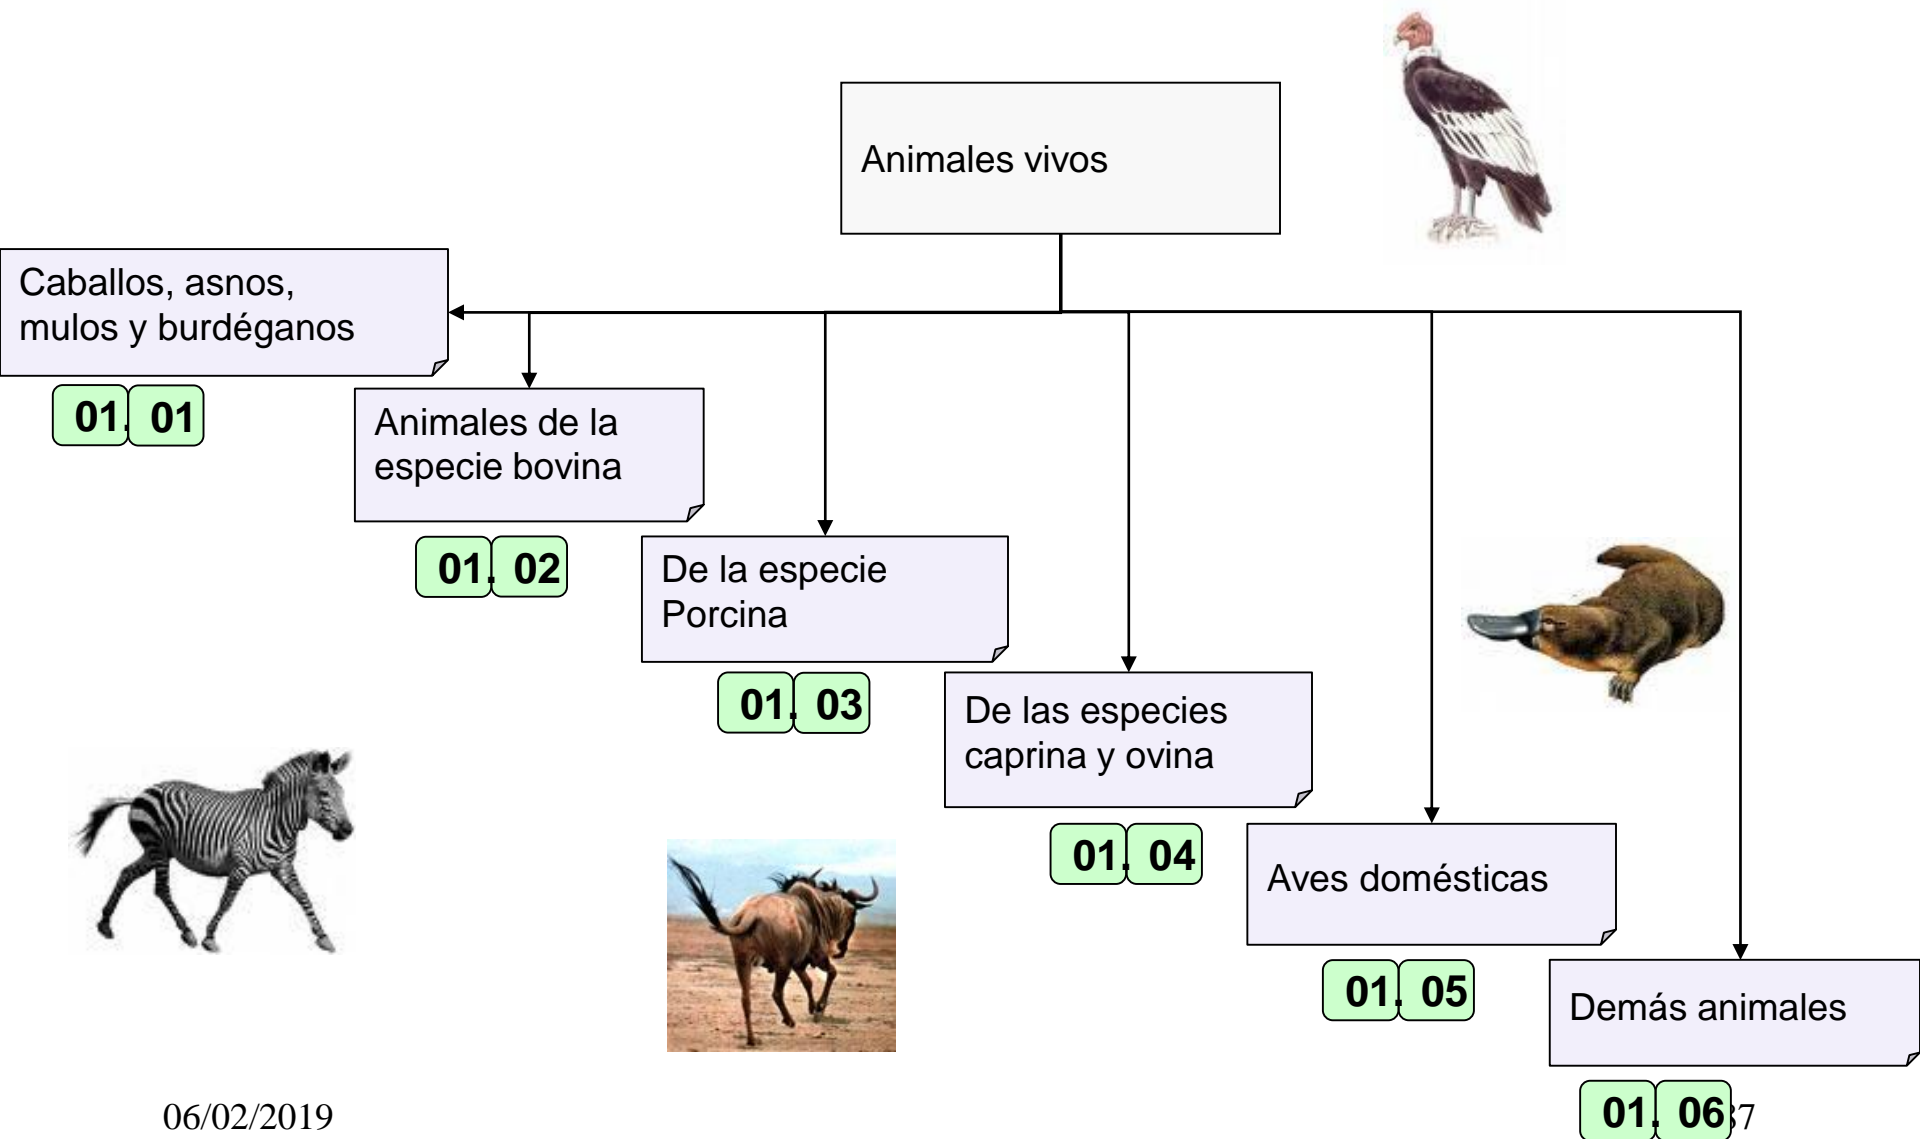 Animales vivos
Caballos, asnos,
mulos y burdéganos
01. 01
Animales de la
especie bovina
01. 02
De la especie
Porcina
01. 03
De las especies
caprina y ovina
01. 04
Aves domésticas
01. 05
Demás animales
01. 06
06/02/2019